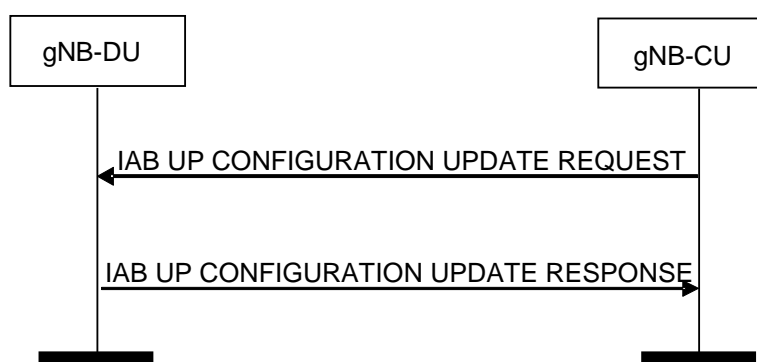 gNB-DU
gNB-CU
IAB UP CONFIGURATION UPDATE REQUEST
IAB UP CONFIGURATION UPDATE RESPONSE